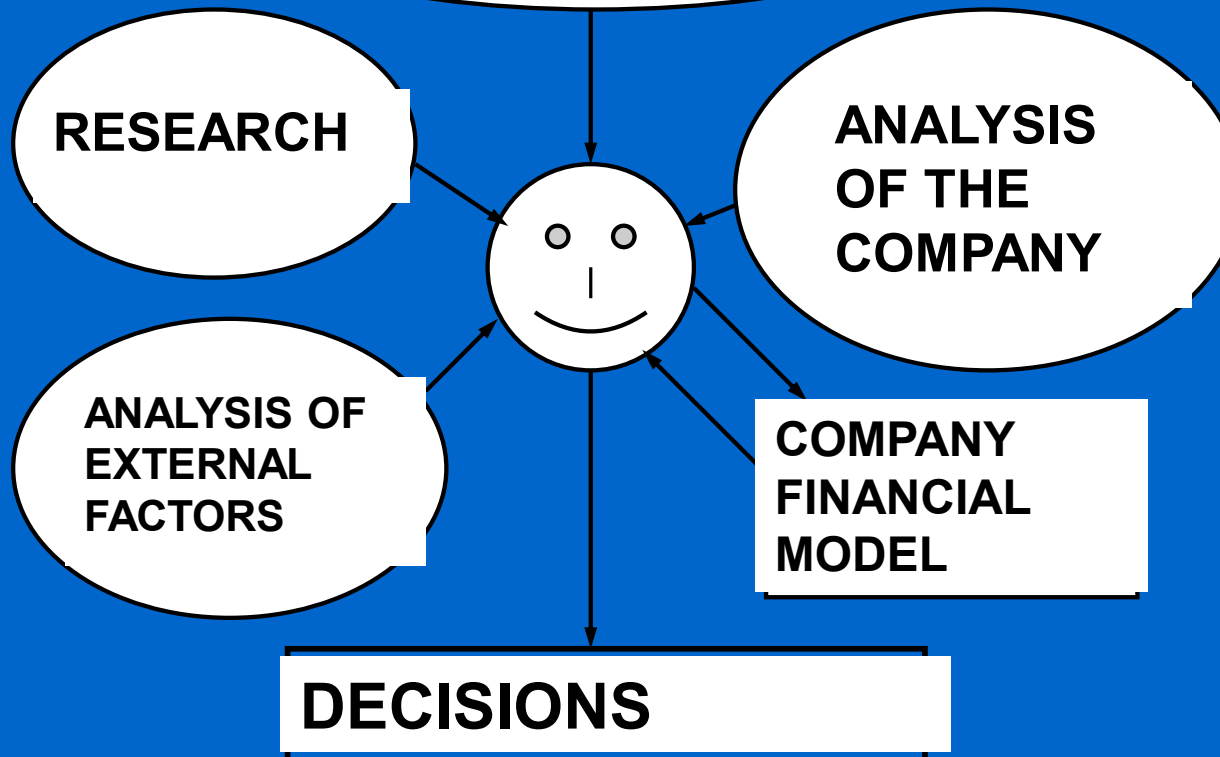 RESEARCH
ANALYSIS
OF THE
COMPANY
ANALYSIS OF
EXTERNAL
FACTORS
COMPANY
FINANCIAL
MODEL
DECISIONS